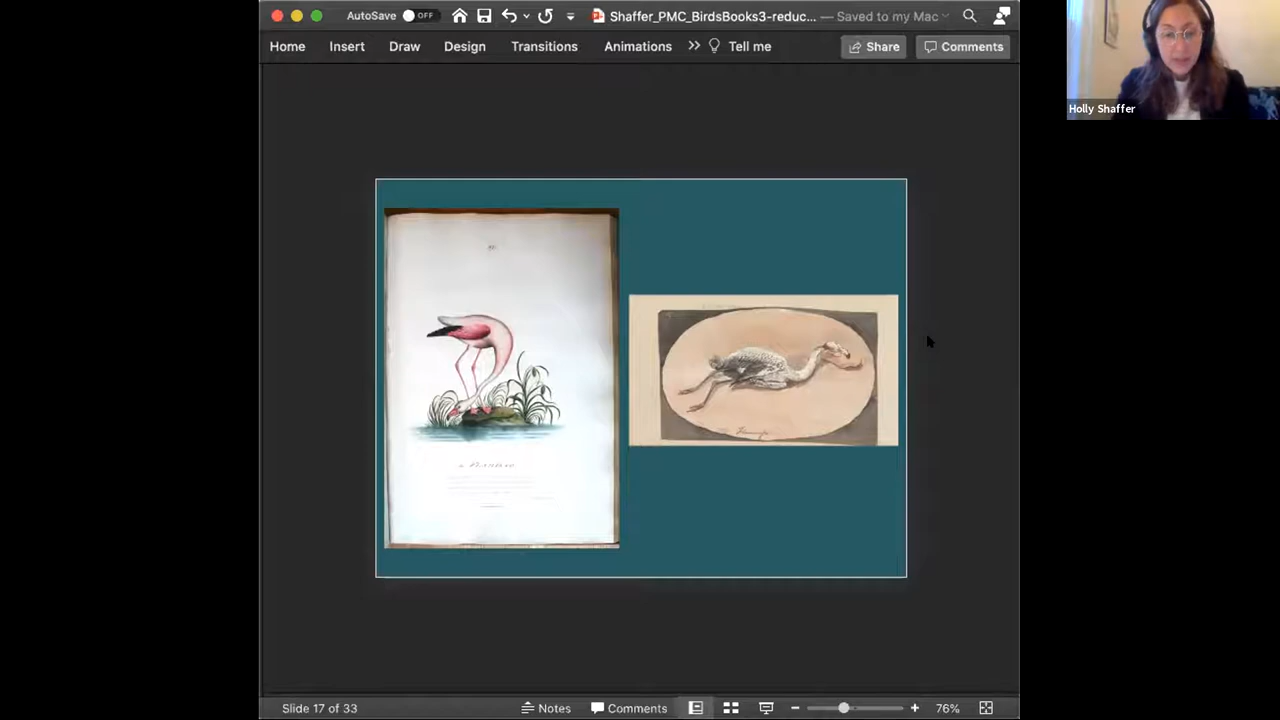 AutoSave OFF
Shaffer_PMC_BirdsBooks3-reduc... — Saved to my Mac
Home Insert Draw Design Transitions Animations Tell me Share Comments
Holly Shaffer
Slide 17 of 33 Notes Comments 76%